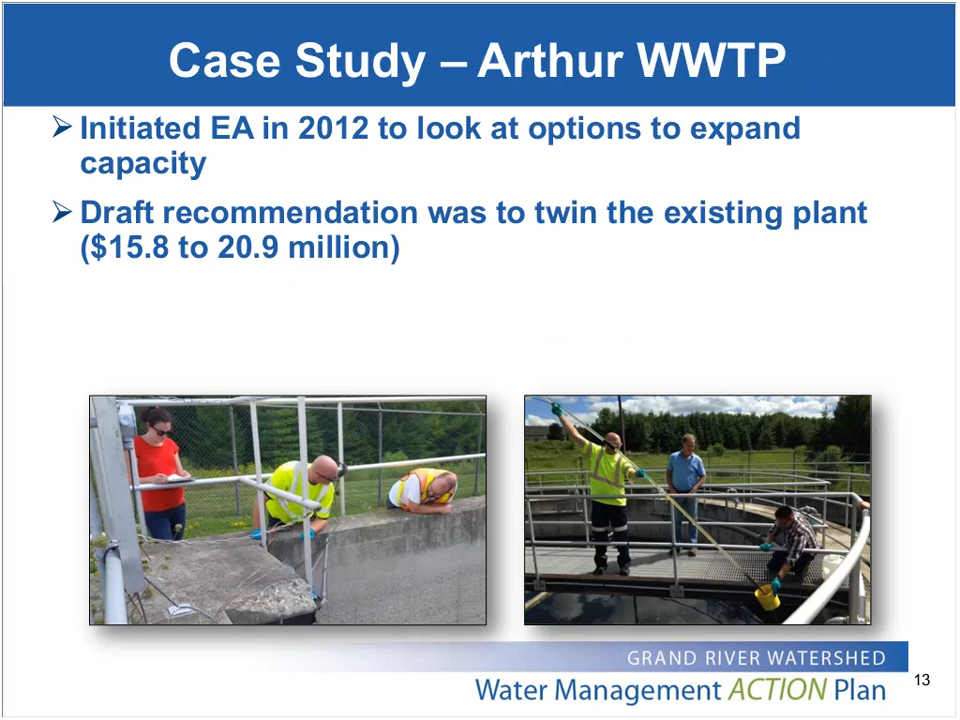 Case Study – Arthur WWTP
➢ Initiated EA in 2012 to look at options to expand
capacity
➢ Draft recommendation was to twin the existing plant
($15.8 to 20.9 million)
GRAND RIVER WATERSHED
Water Management ACTION Plan
13